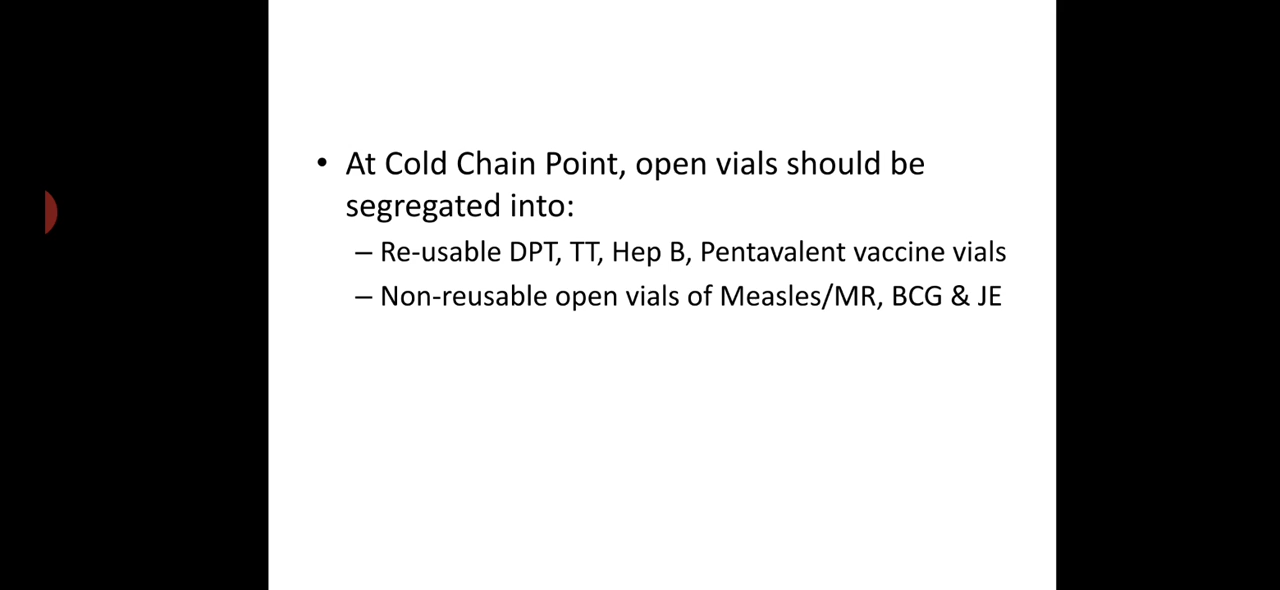 • At Cold Chain Point, open vials should be
segregated into:
– Re-usable DPT, TT, Hep B, Pentavalent vaccine vials
– Non-reusable open vials of Measles/MR, BCG & JE